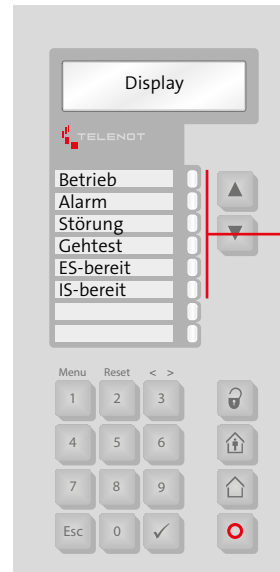 Display
TELENOT
Betrieb
Alarm
Störung
Gehtest
ES-bereit
IS-bereit
Menu Reset < >
1 2 3
4 5 6
7 8 9
Esc 0 ✓